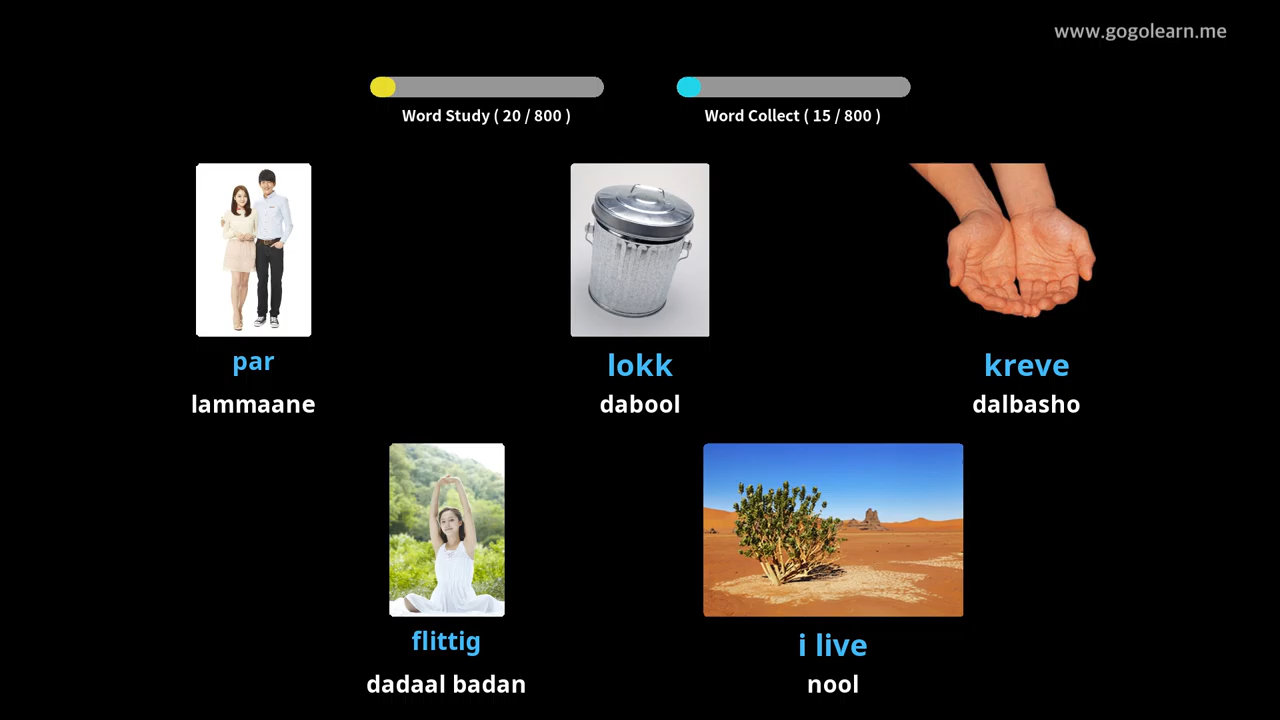 www.gogolearn.me
Word Study ( 20 / 800 )
Word Collect ( 15 / 800 )
par
lammaane
lokk
dabool
kreve
dalbasho
flittig
dadaal badan
i live
nool